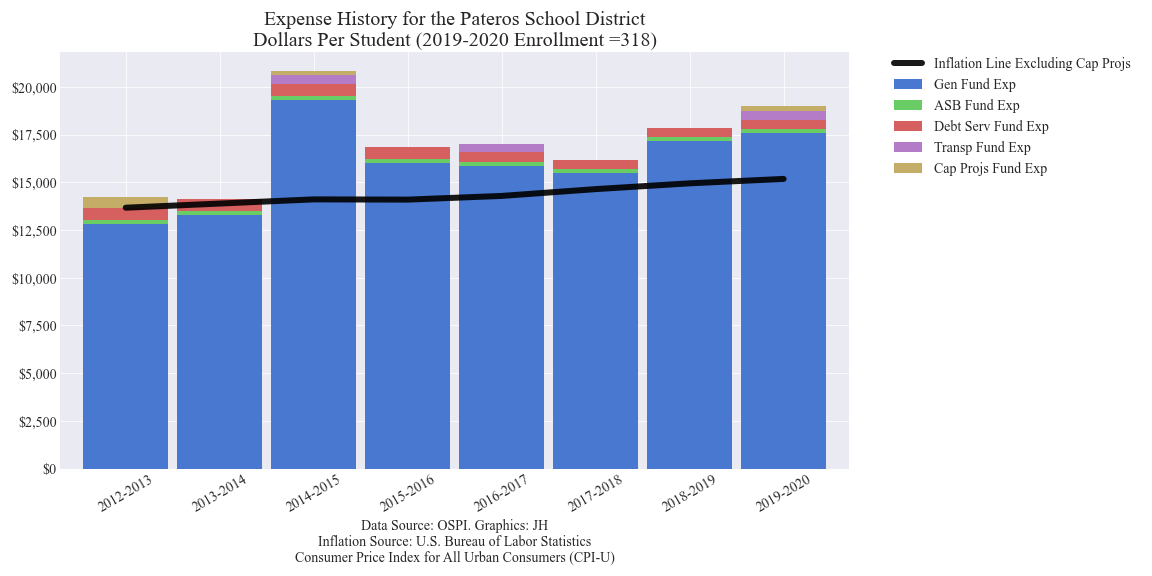 Expense History for the Pateros School District
Dollars Per Student (2019-2020 Enrollment =318)
Inflation Line Excluding Cap Projs
Gen Fund Exp
ASB Fund Exp
Debt Serv Fund Exp
Transp Fund Exp
Cap Projs Fund Exp
$20,000
$17,500
$15,000
$12,500
$10,000
$7,500
$5,000
$2,500
$0
2012-2013
2013-2014
2014-2015
2015-2016
2016-2017
2017-2018
2018-2019
2019-2020
Data Source: OSPI. Graphics: JH
Inflation Source: U.S. Bureau of Labor Statistics
Consumer Price Index for All Urban Consumers (CPI-U)